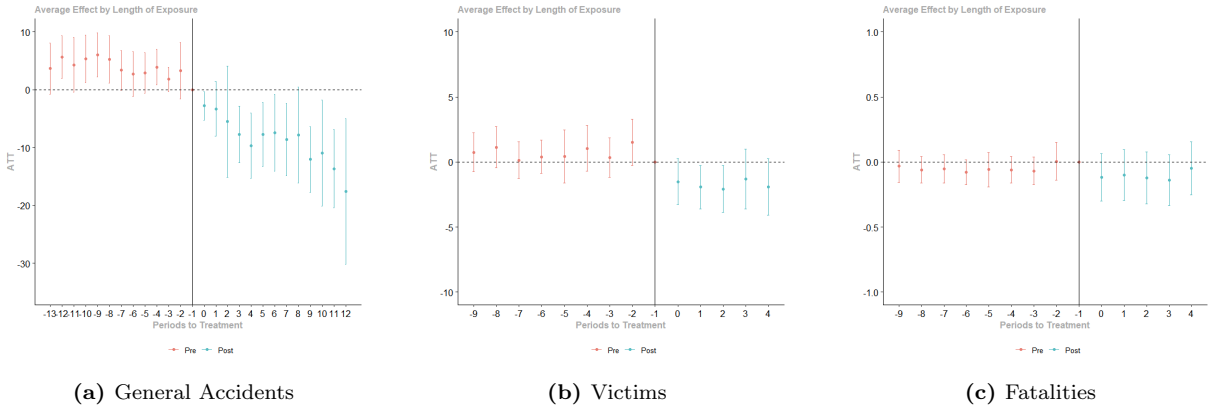 Average Effect by Length of Exposure
10
0
-10
-20
-30
ATT
-13 -12 -11 -10 -9 -8 -7 -6 -5 -4 -3 -2 -1 0 1 2 3 4 5 6 7 8 9 10 11 12
Periods to Treatment
Pre Post
(a) General Accidents
Average Effect by Length of Exposure
10
5
0
-5
-10
ATT
-9 -8 -7 -6 -5 -4 -3 -2 -1 0 1 2 3 4
Periods to Treatment
Pre Post
(b) Victims
Average Effect by Length of Exposure
1.0
0.5
0.0
-0.5
-1.0
ATT
-9 -8 -7 -6 -5 -4 -3 -2 -1 0 1 2 3 4
Periods to Treatment
Pre Post
(c) Fatalities